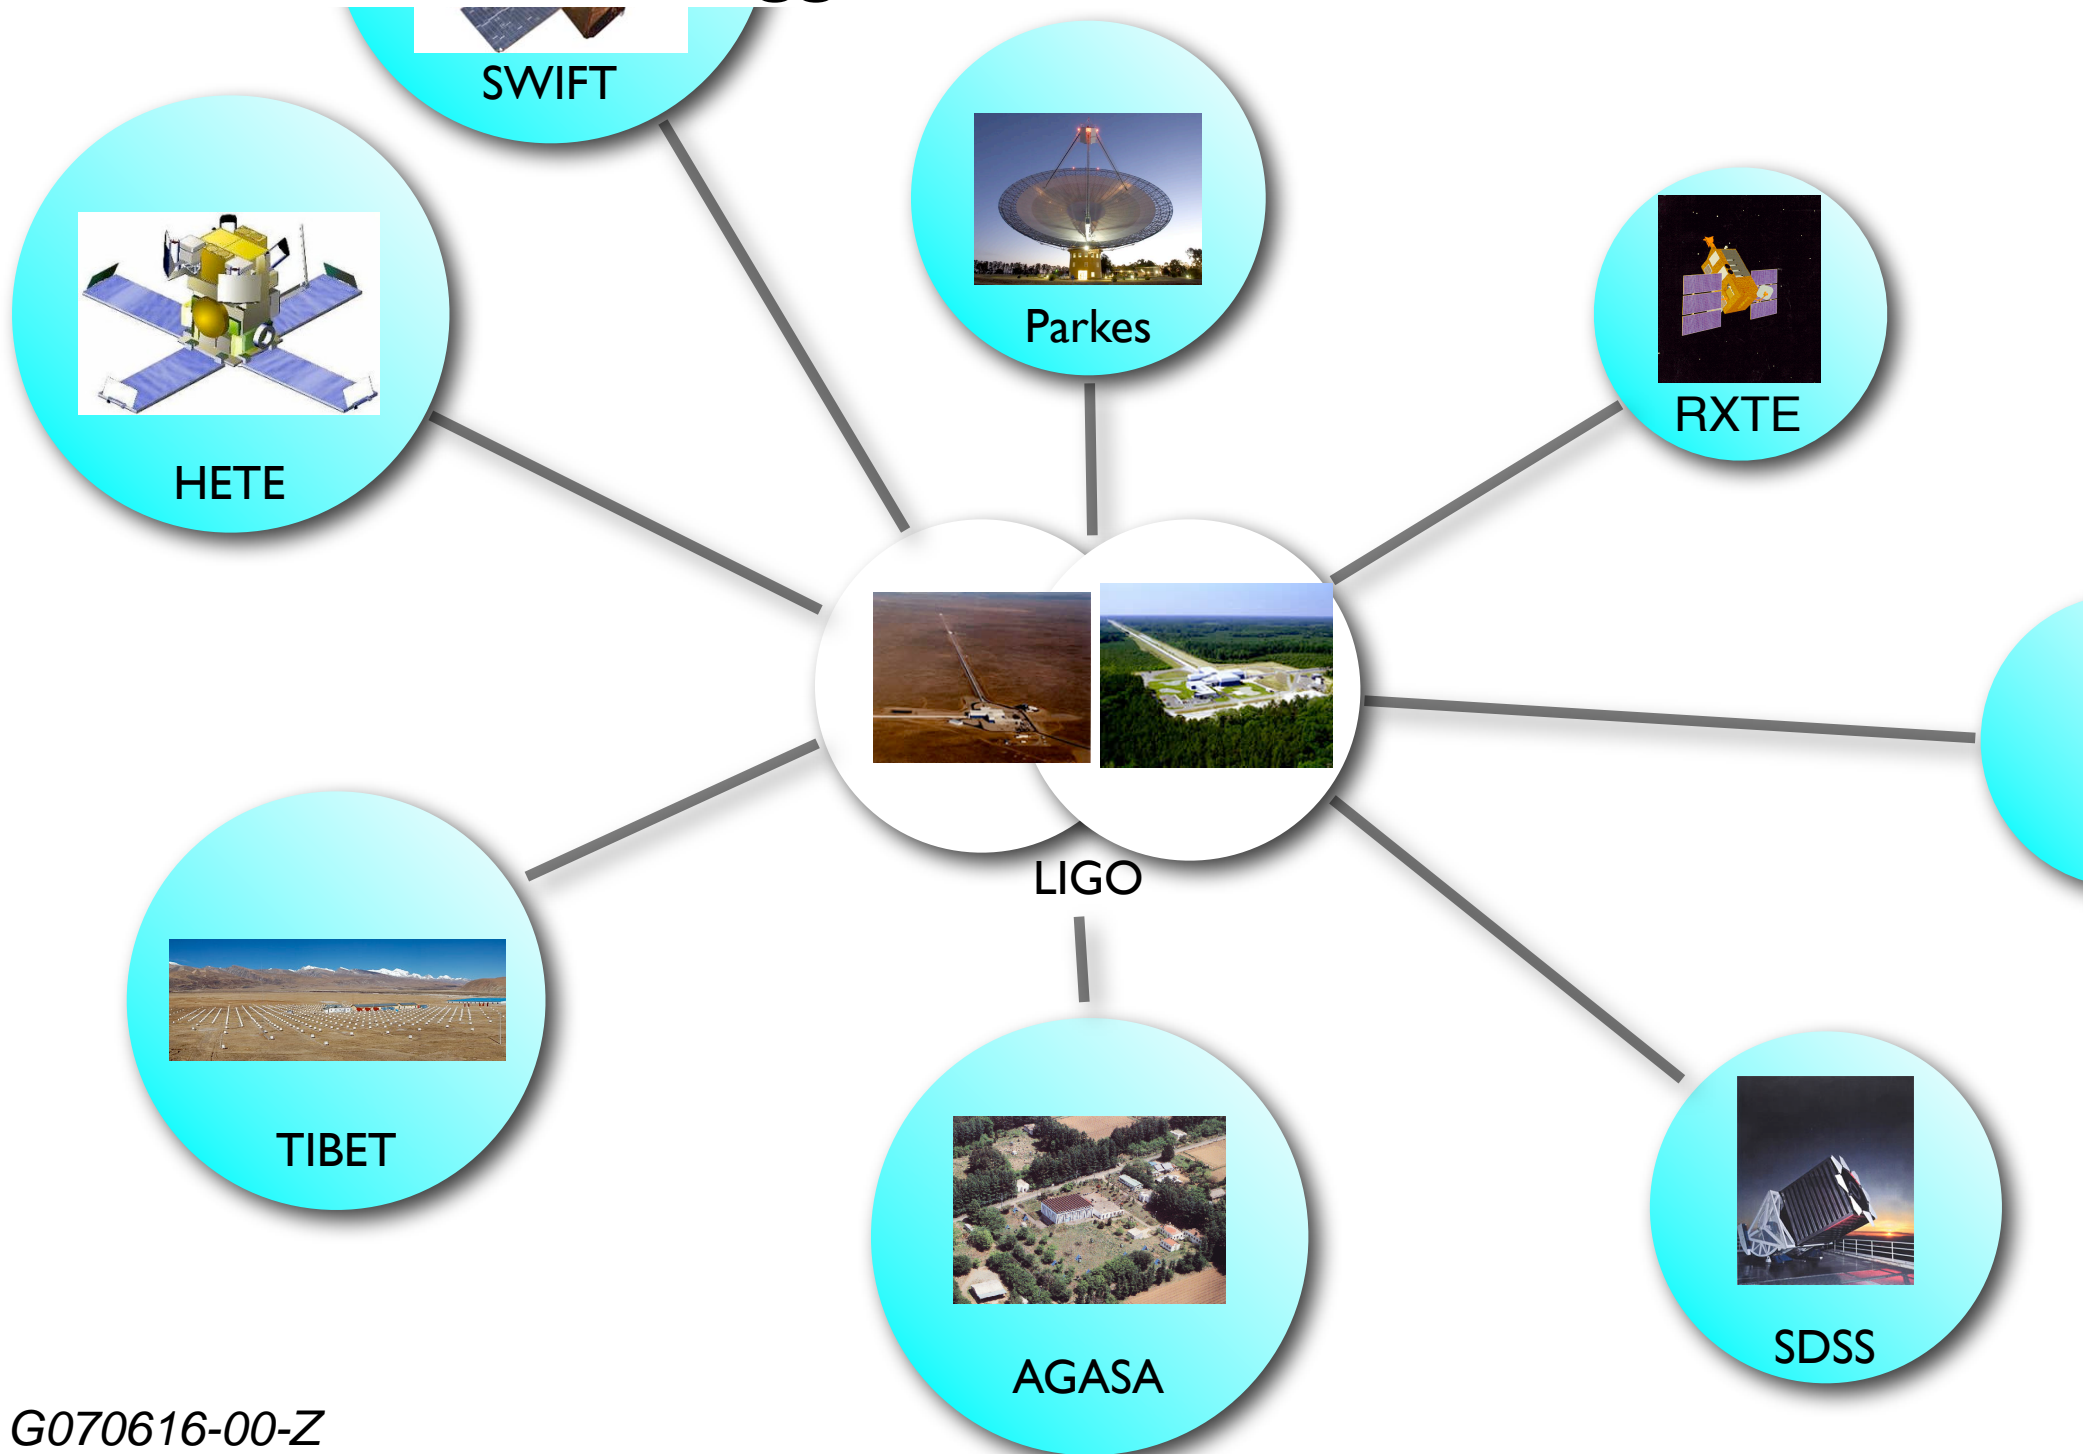 SWIFT
Parkes
RXTE
HETE
LIGO
TIBET
AGASA
SDSS
G070616-00-Z